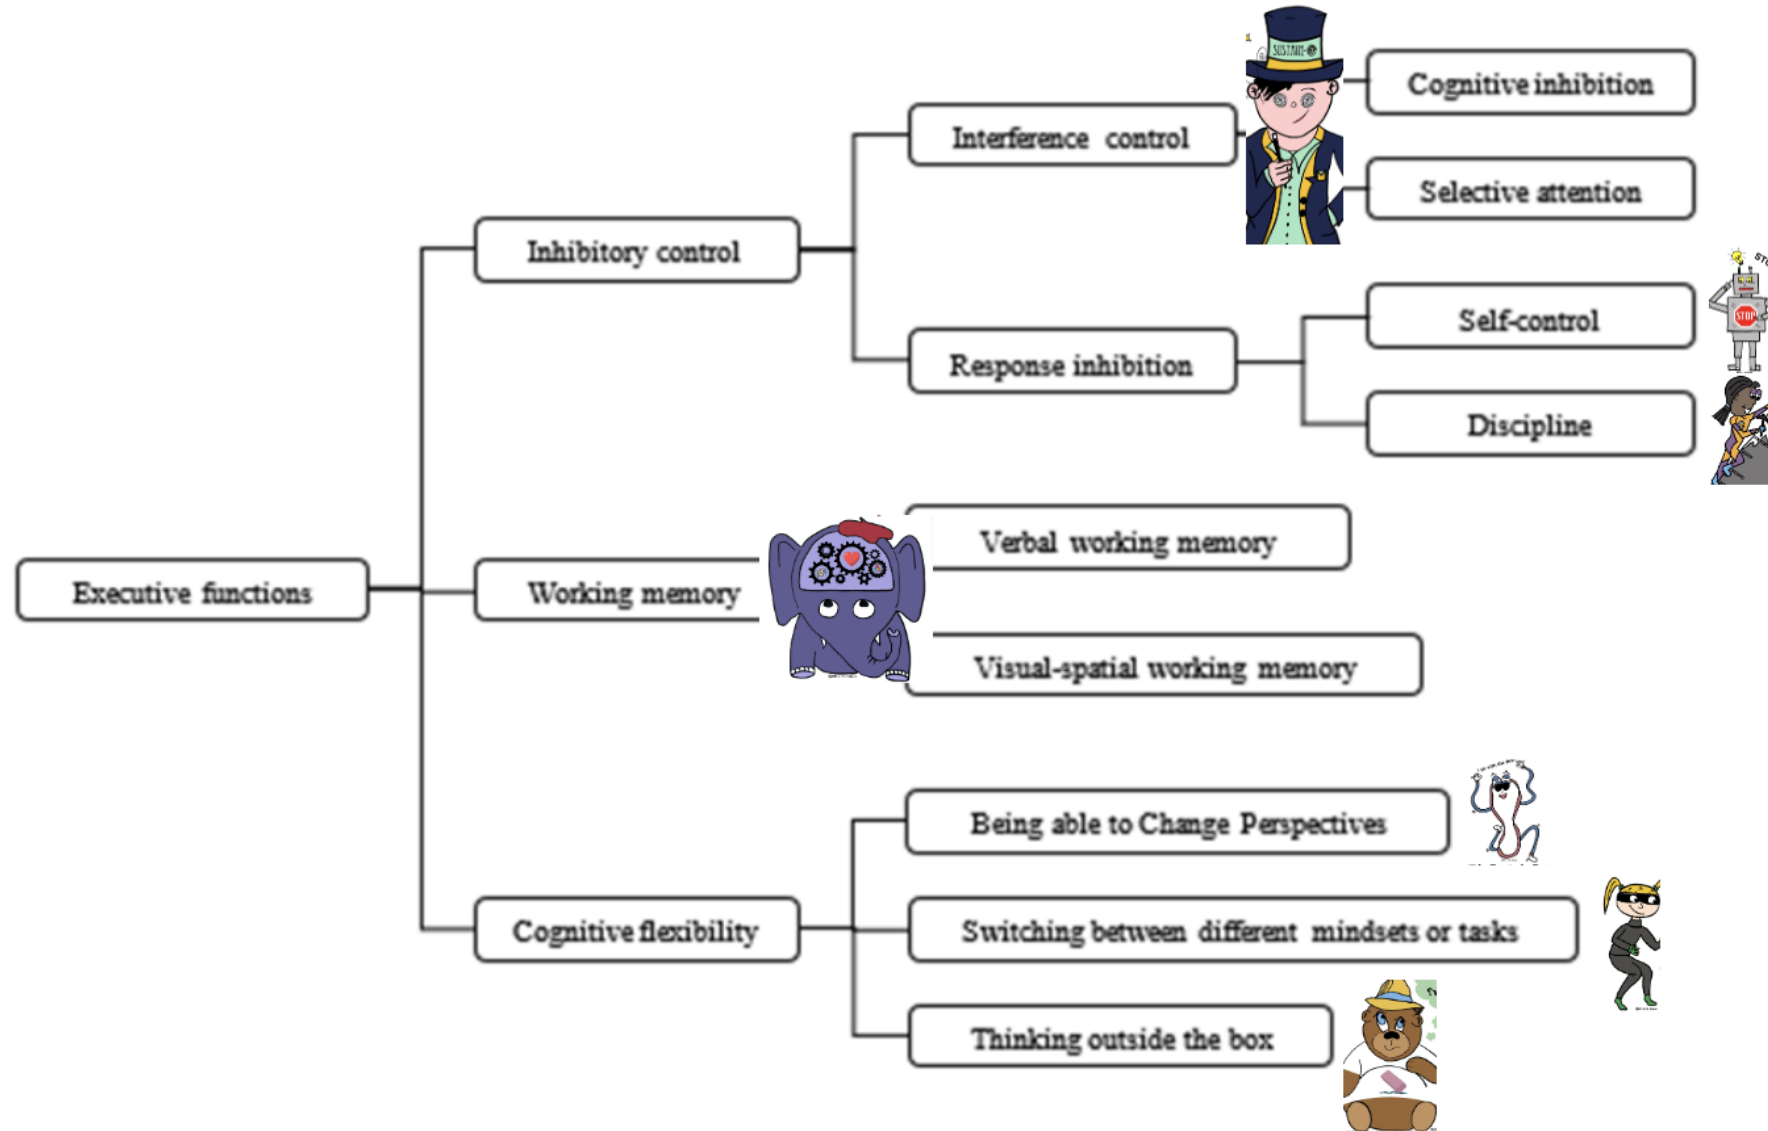 SUSTAIN-
Cognitive inhibition
Interference control
Selective attention
Inhibitory control
STO
STOP
Self-control
Response inhibition
Discipline
Verbal working memory
Executive functions
Working memory
Visual-spatial working memory
Being able to Change Perspectives
Cognitive flexibility
Switching between different mindsets or tasks
Thinking outside the box